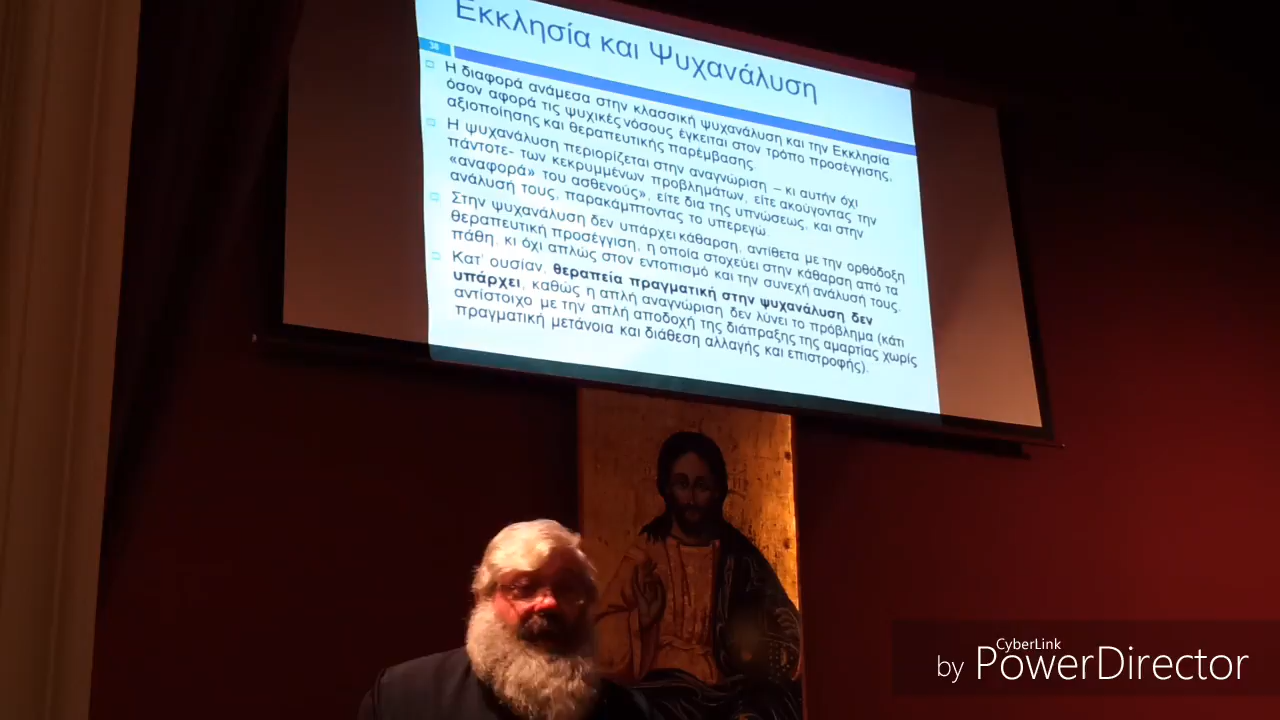 Εκκλησία και Ψυχανάλυση
38
Η διαφορά ανάμεσα στην κλασσική ψυχανάλυση και την Εκκλησία
όσον αφορά τις ψυχικές νόσους έγκειται στον τρόπο προσέγγισης,
αξιοποίησης και θεραπευτικής παρέμβασης
Η ψυχανάλυση περιορίζεται στην αναγνώριση – κι αυτήν όχι
πάντοτε- των κεκρυμμένων προβλημάτων, είτε ακούγοντας την
«αναφορά» του ασθενούς», είτε δια της υπνώσεως, και στην
ανάλυσή τους, παρακάμπτοντας το υπερεγώ
Στην ψυχανάλυση δεν υπάρχει κάθαρση, αντίθετα με την ορθόδοξη
θεραπευτική προσέγγιση, η οποία στοχεύει στην κάθαρση από τα
πάθη, κι όχι απλώς στον εντοπισμό και την συνεχή ανάλυσή τους.
Κατ' ουσίαν, θεραπεία πραγματική στην ψυχανάλυση δεν
υπάρχει, καθώς η απλή αναγνώριση δεν λύνει το πρόβλημα (κάτι
αντίστοιχο με την απλή αποδοχή της διάπραξης της αμαρτίας χωρίς
πραγματική μετάνοια και διάθεση αλλαγής και επιστροφής).
CyberLink
by PowerDirector